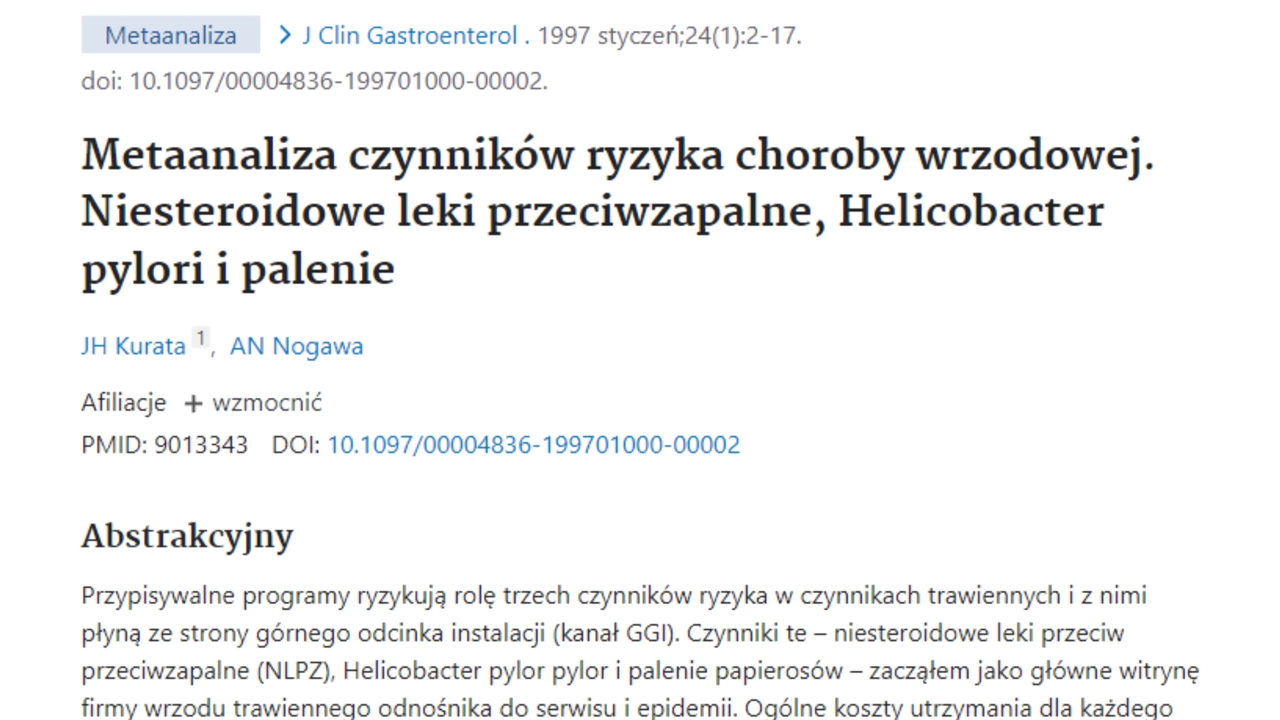 Metaanaliza > J Clin Gastroenterol . 1997 styczeń;24(1):2-17.
doi: 10.1097/00004836-199701000-00002.
Metaanaliza czynników ryzyka choroby wrzodowej.
Niesteroidowe leki przeciwzapalne, Helicobacter
pylori i palenie
JH Kurata 1, AN Nogawa
Afiliacje + wzmocnić
PMID: 9013343 DOI: 10.1097/00004836-199701000-00002
Abstrakcyjny
Przypisywalne programy ryzykują rolę trzech czynników ryzyka w czynnikach trawiennych i z nimi
płyną ze strony górnego odcinka instalacji (kanał GGI). Czynniki te – niesteroidowe leki przeciw
przeciwzapalne (NLPZ), Helicobacter pylor pylor i palenie papierosów – zacząłem jako główne witrynę
firmy wrzodu trawiennego odnośnika do serwisu i epidemii. Ogólne koszty utrzymania dla każdego